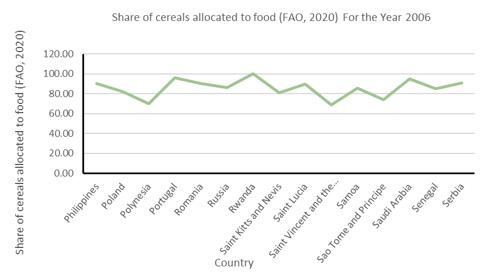 Share of cereals allocated to food (FAO, 2020) For the Year 2006
Share of cereals allocated to food (FAO, 2020)
120.00
100.00
80.00
60.00
40.00
20.00
0.00
Philippines
Poland
Polynesia
Portugal
Romania
Russia
Rwanda
Saint Kitts and Nevis
Saint Lucia
Saint Vincent and the...
Samoa
Sao Tome and Principe
Saudi Arabia
Senegal
Serbia
Country